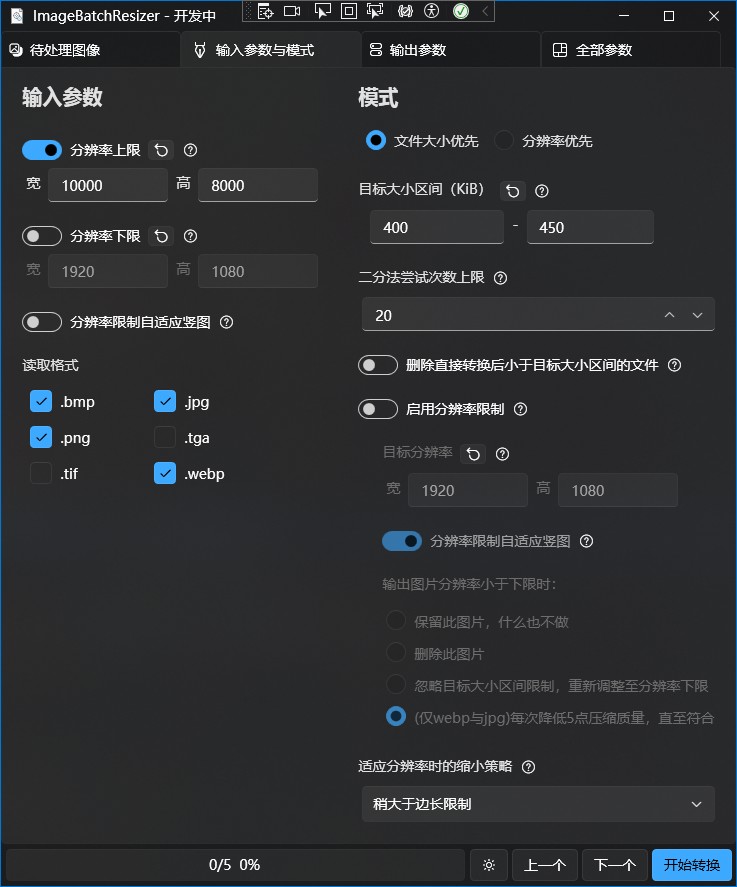 ImageBatchResizer - 开发中
待处理图像
输入参数与模式
输出参数
全部参数
输入参数
分辨率上限
宽 10000 高 8000
分辨率下限
宽 1920 高 1080
分辨率限制自适应竖图
读取格式
.bmp .jpg
.png .tga
.tif .webp
模式
文件大小优先 分辨率优先
目标大小区间（KiB）
400 - 450
二分法尝试次数上限
20
删除直接转换后小于目标大小区间的文件
启用分辨率限制
目标分辨率
宽 1920 高 1080
分辨率限制自适应竖图
输出图片分辨率小于下限时：
保留此图片，什么也不做
删除此图片
忽略目标大小区间限制，重新调整至分辨率下限
(仅webp与jpg)每次降低5点压缩质量，直至符合
适应分辨率时的缩小策略
稍大于边长限制
0/5 0%
上一个
下一个
开始转换